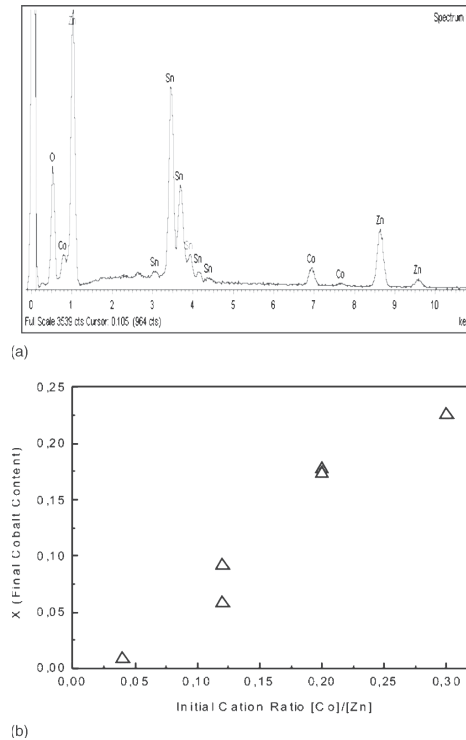 Spectrum
Zn
Sn
O
Sn
Co
Zn
Sn
Sn
Sn
Sn
Co
Co
Zn
0 1 2 3 4 5 6 7 8 9 10
Full Scale 3539 cts Cursor: 0.105 (964 cts)
ke
(a)
0,25
0,20
0,15
0,10
0,05
0,00
X (Final Cobalt Content)
0,00 0,05 0,10 0,15 0,20 0,25 0,30
Initial Cation Ratio [Co]/[Zn]
(b)